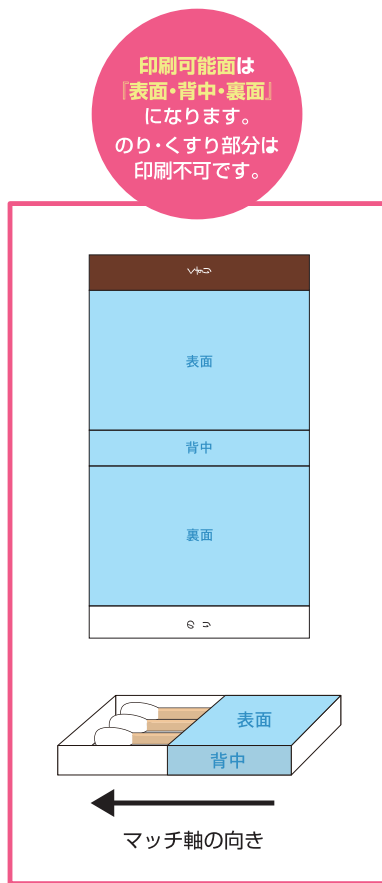 印刷可能面は
『表面・背中・裏面』
になります。
のり・くすり部分は
印刷不可です。
くすり
表面
背中
裏面
のり
表面
背中
マッチ軸の向き